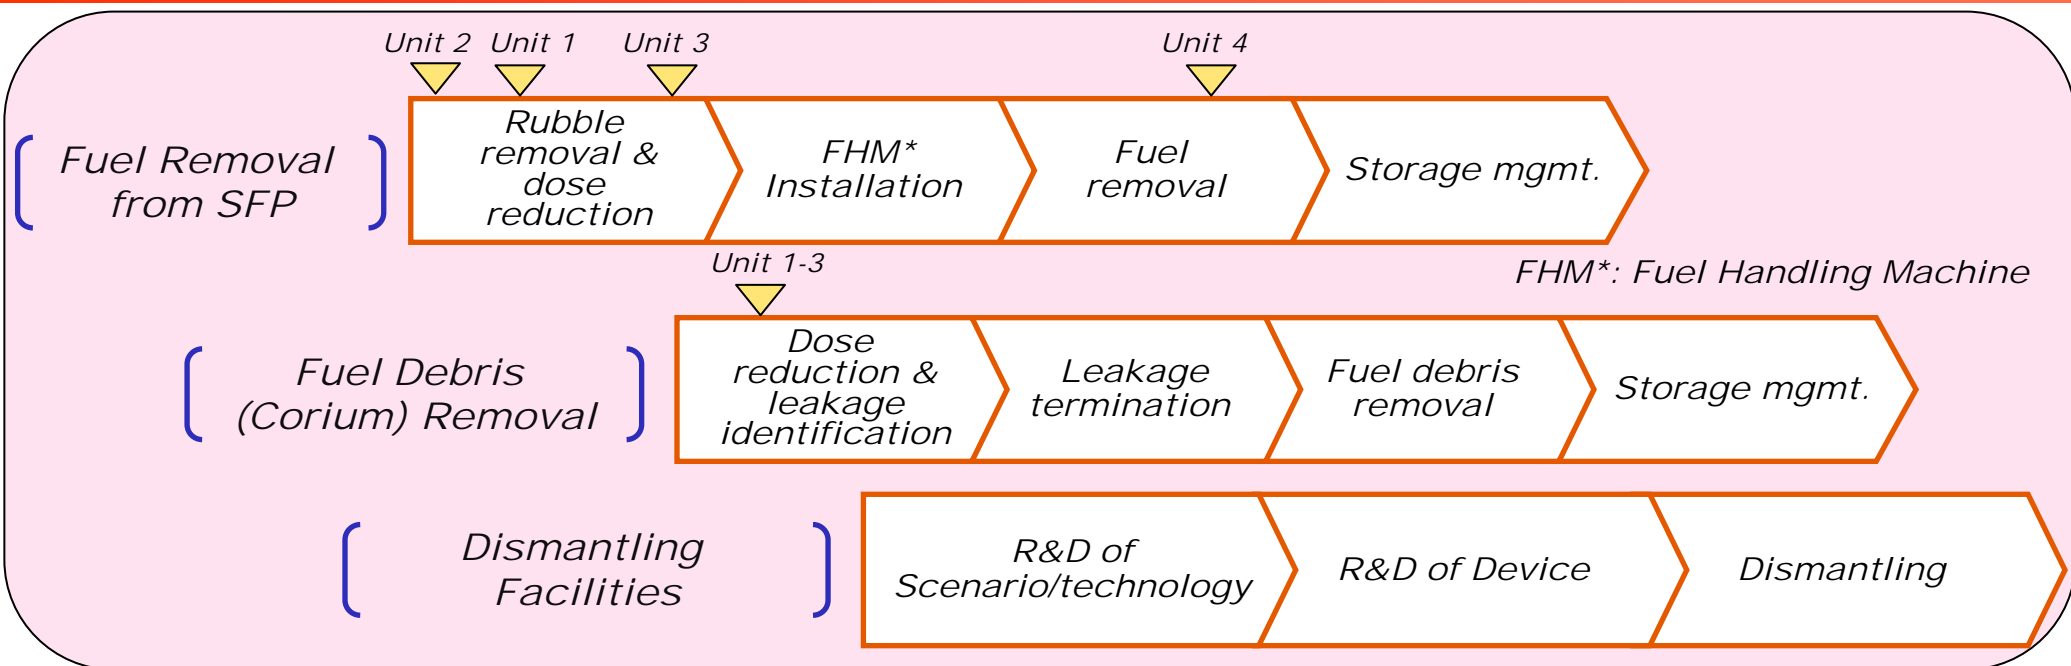 Unit 2 Unit 1 Unit 3 Unit 4
Fuel Removal
from SFP
Rubble
removal &
dose
reduction
FHM*
Installation
Fuel
removal
Storage mgmt.
FHM*: Fuel Handling Machine
Unit 1-3
Fuel Debris
(Corium) Removal
Dose
reduction &
leakage
identification
Leakage
termination
Fuel debris
removal
Storage mgmt.
Dismantling
Facilities
R&D of
Scenario/technology
R&D of Device
Dismantling